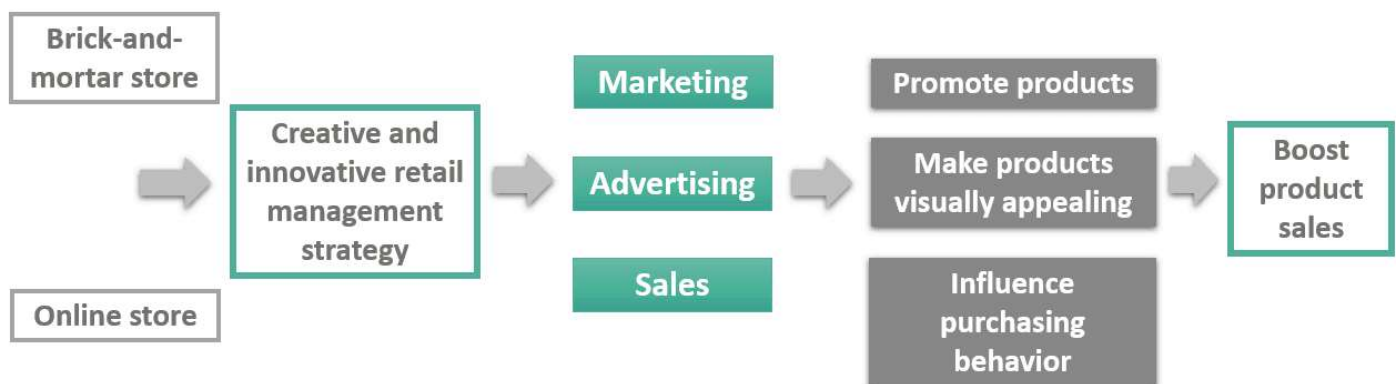 Brick-and-
mortar store
Online store
Creative and
innovative retail
management
strategy
Marketing
Advertising
Sales
Promote products
Make products
visually appealing
Influence
purchasing
behavior
Boost
product
sales